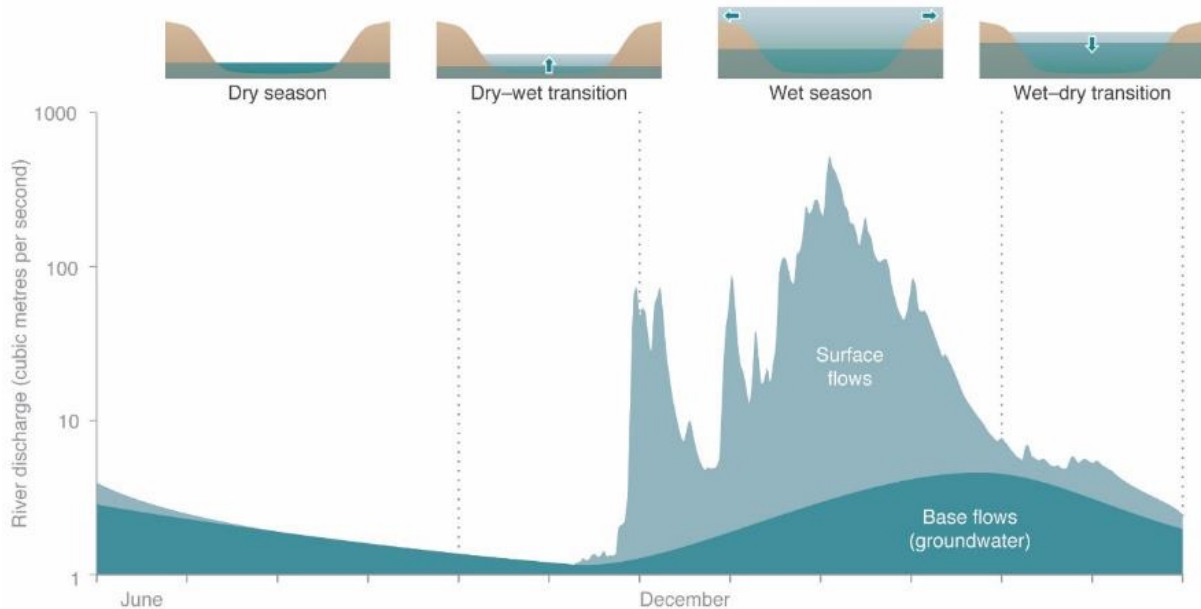 Dry season
Dry–wet transition
Wet season
Wet–dry transition
River discharge (cubic metres per second)
1000
100
10
1
Surface
flows
Base flows
(groundwater)
June
December